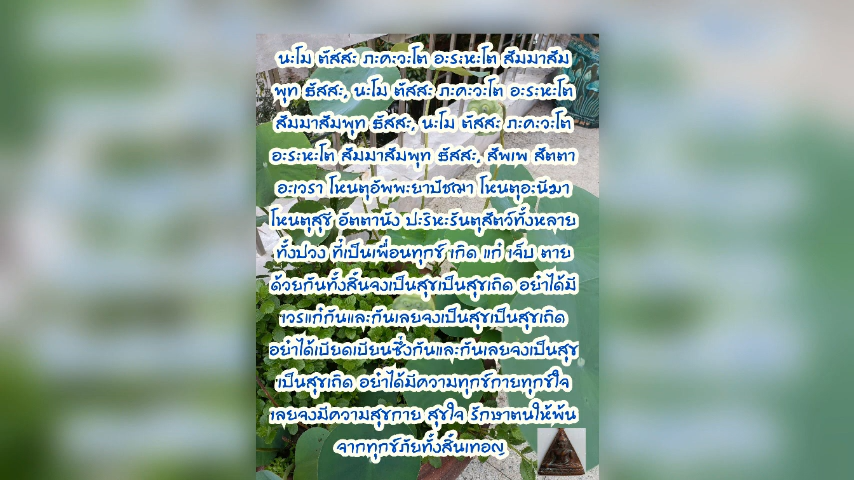 นะโม ตัสสะ ภะคะวะโต อะระหะโต สัมมาสัม
พุท ธัสสะ, นะโม ตัสสะ ภะคะวะโต อะระหะโต
สัมมาสัมพุท ธัสสะ, นะโม ตัสสะ ภะคะวะโต
อะระหะโต สัมมาสัมพุท ธัสสะ, สัพเพ สัตตา
อะเวรา โหนตุอัพพะยาปัชฌา โหนตุอะนีฆา
โหนตุสุขี อัตตานัง ปะริหะรันตุสัตว์ทั้งหลาย
ทั้งปวง ที่เป็นเพื่อนทุกข์ เกิด แก่ เจ็บ ตาย
ด้วยกันทั้งสิ้นจงเป็นสุขเป็นสุขเถิด อย่าได้มี
เวรแก่กันและกันเลยจงเป็นสุขเป็นสุขเถิด
อย่าได้เบียดเบียนซึ่งกันและกันเลยจงเป็นสุข
เป็นสุขเถิด อย่าได้มีความทุกข์กายทุกข์ใจ
เลยจงมีความสุขกาย สุขใจ รักษาตนให้พ้น
จากทุกข์ภัยทั้งสิ้นเทอญ